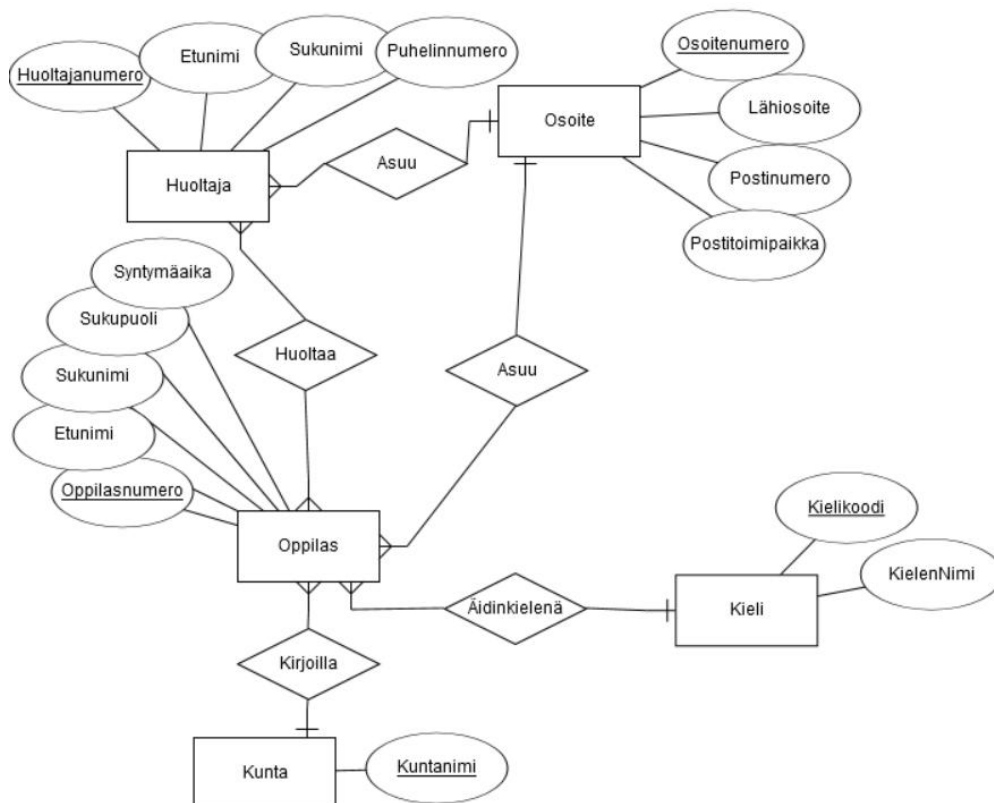 Huoltajanumero
Etunimi
Sukunimi
Puhelinnumero
Osoitenumero
Lähiosoite
Postinumero
Postitoimipaikka
Osoite
Asuu
Huoltaja
Syntymäaika
Sukupuoli
Sukunimi
Etunimi
Oppilasnumero
Huoltaa
Asuu
Oppilas
Kielikoodi
KielenNimi
Äidinkielenä
Kieli
Kirjoilla
Kunta
Kuntanimi